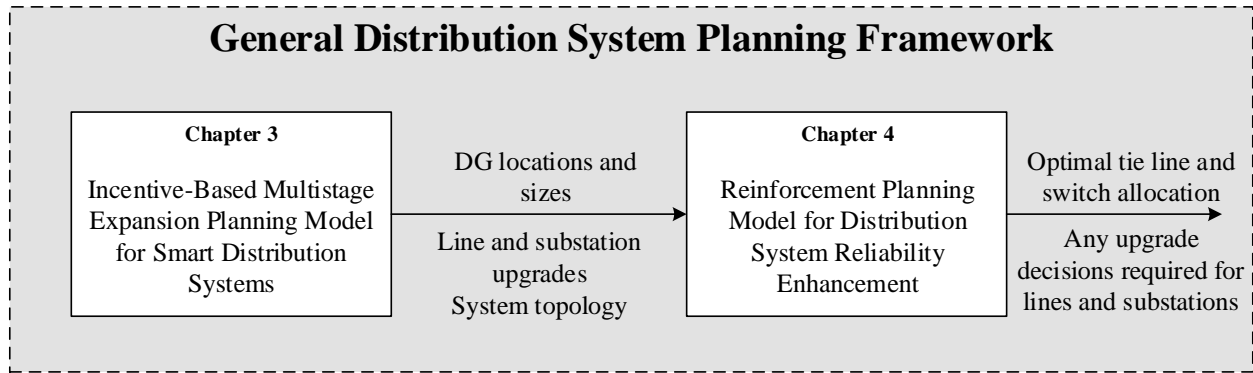 General Distribution System Planning Framework
Chapter 3
Incentive-Based Multistage
Expansion Planning Model
for Smart Distribution
Systems
DG locations and
sizes
Line and substation
upgrades
System topology
Chapter 4
Reinforcement Planning
Model for Distribution
System Reliability
Enhancement
Optimal tie line and
switch allocation
Any upgrade
decisions required for
lines and substations